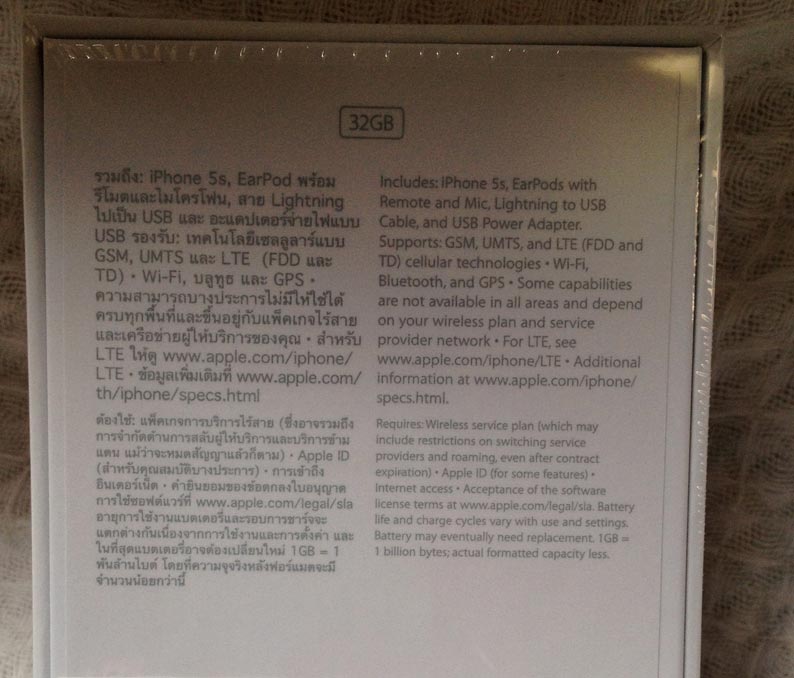 32GB
รวมถึง: iPhone 5s, EarPod พร้อม
รีโมตและไมโครโฟน, สาย Lightning
ไปเป็น USB และ อะแดปเตอร์จ่ายไฟแบบ
USB รองรับ: เทคโนโลยีเซลลูลาร์แบบ
GSM, UMTS และ LTE (FDD และ
TD) • Wi-Fi, บลูทูธ และ GPS •
ความสามารถบางประการไม่มีให้ใช้ได้
ครบทุกพื้นที่และขึ้นอยู่กับแพ็คเกจไร้สาย
และเครือข่ายผู้ให้บริการของคุณ • สำหรับ
LTE ให้ดู www.apple.com/iphone/
LTE • ข้อมูลเพิ่มเติมที่ www.apple.com/
th/iphone/specs.html
ต้องใช้: แพ็คเกจการบริการไร้สาย (ซึ่งอาจรวมถึง
การจำกัดด้านการสลับผู้ให้บริการและบริการข้าม
แดน แม้ว่าจะหมดสัญญาแล้วก็ตาม) • Apple ID
(สำหรับคุณสมบัติบางประการ) • การเข้าถึง
อินเตอร์เน็ต • คำยินยอมของข้อตกลงใบอนุญาต
การใช้ซอฟต์แวร์ที่ www.apple.com/legal/sla
อายุการใช้งานแบตเตอรี่และรอบการชาร์จจะ
แตกต่างกันเนื่องจากการใช้งานและการตั้งค่า และ
ในที่สุดแบตเตอรี่อาจต้องเปลี่ยนใหม่ 1GB = 1
พันล้านไบต์ โดยที่ความจุจริงหลังฟอร์แมตจะมี
จำนวนน้อยกว่านี้
Includes: iPhone 5s, EarPods with
Remote and Mic, Lightning to USB
Cable, and USB Power Adapter.
Supports: GSM, UMTS, and LTE (FDD and
TD) cellular technologies • Wi-Fi,
Bluetooth, and GPS • Some capabilities
are not available in all areas and depend
on your wireless plan and service
provider network • For LTE, see
www.apple.com/iphone/LTE • Additional
information at www.apple.com/iphone/
specs.html.
Requires: Wireless service plan (which may
include restrictions on switching service
providers and roaming, even after contract
expiration) • Apple ID (for some features) •
Internet access • Acceptance of the software
license terms at www.apple.com/legal/sla. Battery
life and charge cycles vary with use and settings.
Battery may eventually need replacement. 1GB =
1 billion bytes; actual formatted capacity less.